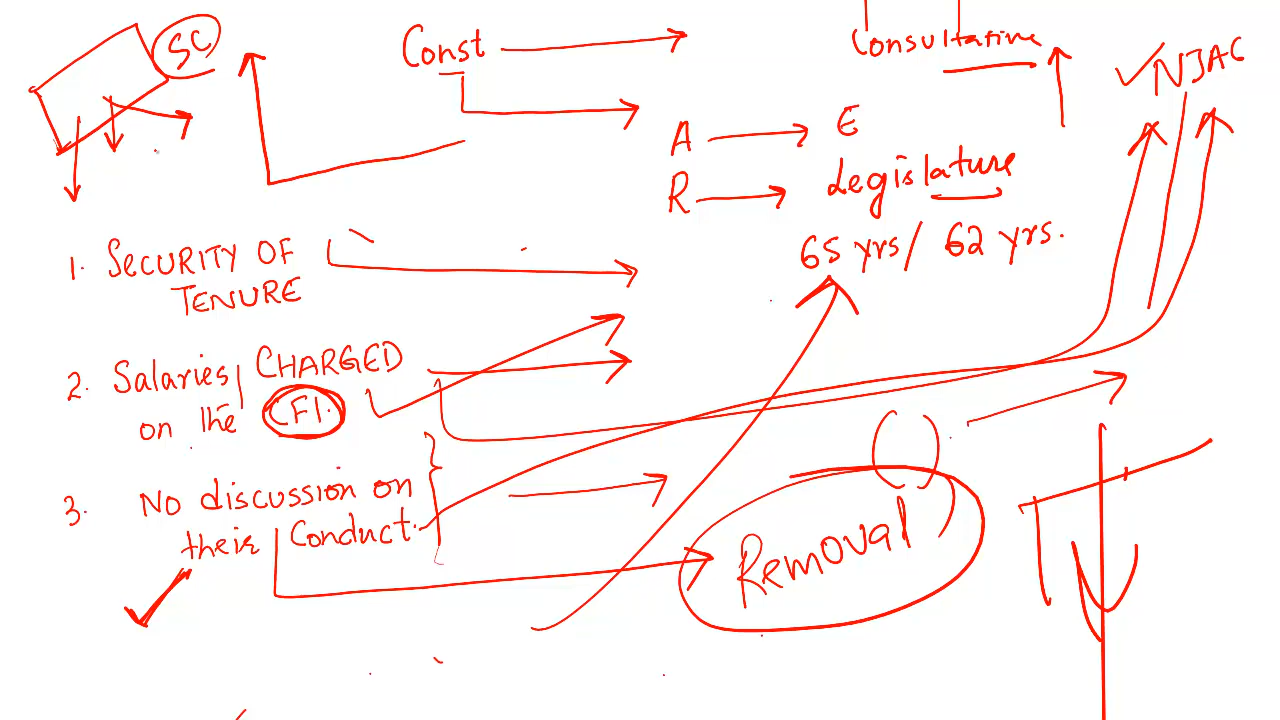 SC
Const
Consultative
NJAC
A E
R Legislature
65 yrs / 62 yrs.
1. SECURITY OF
TENURE
2. Salaries CHARGED
on the CFI.
3. No discussion on
their Conduct.
Removal